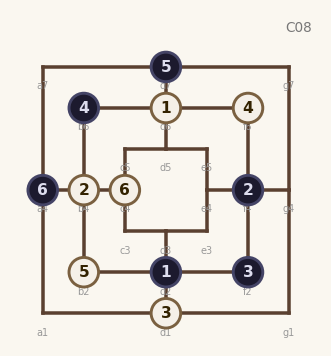 C08
5
a7 d7 g7
4 1 4
b6 d6 f6
c5 d5 e5
6 2 6 2
a4 b4 c4 e4 f4 g4
c3 d3 e3
5 1 3
b2 d2 f2
3
a1 d1 g1